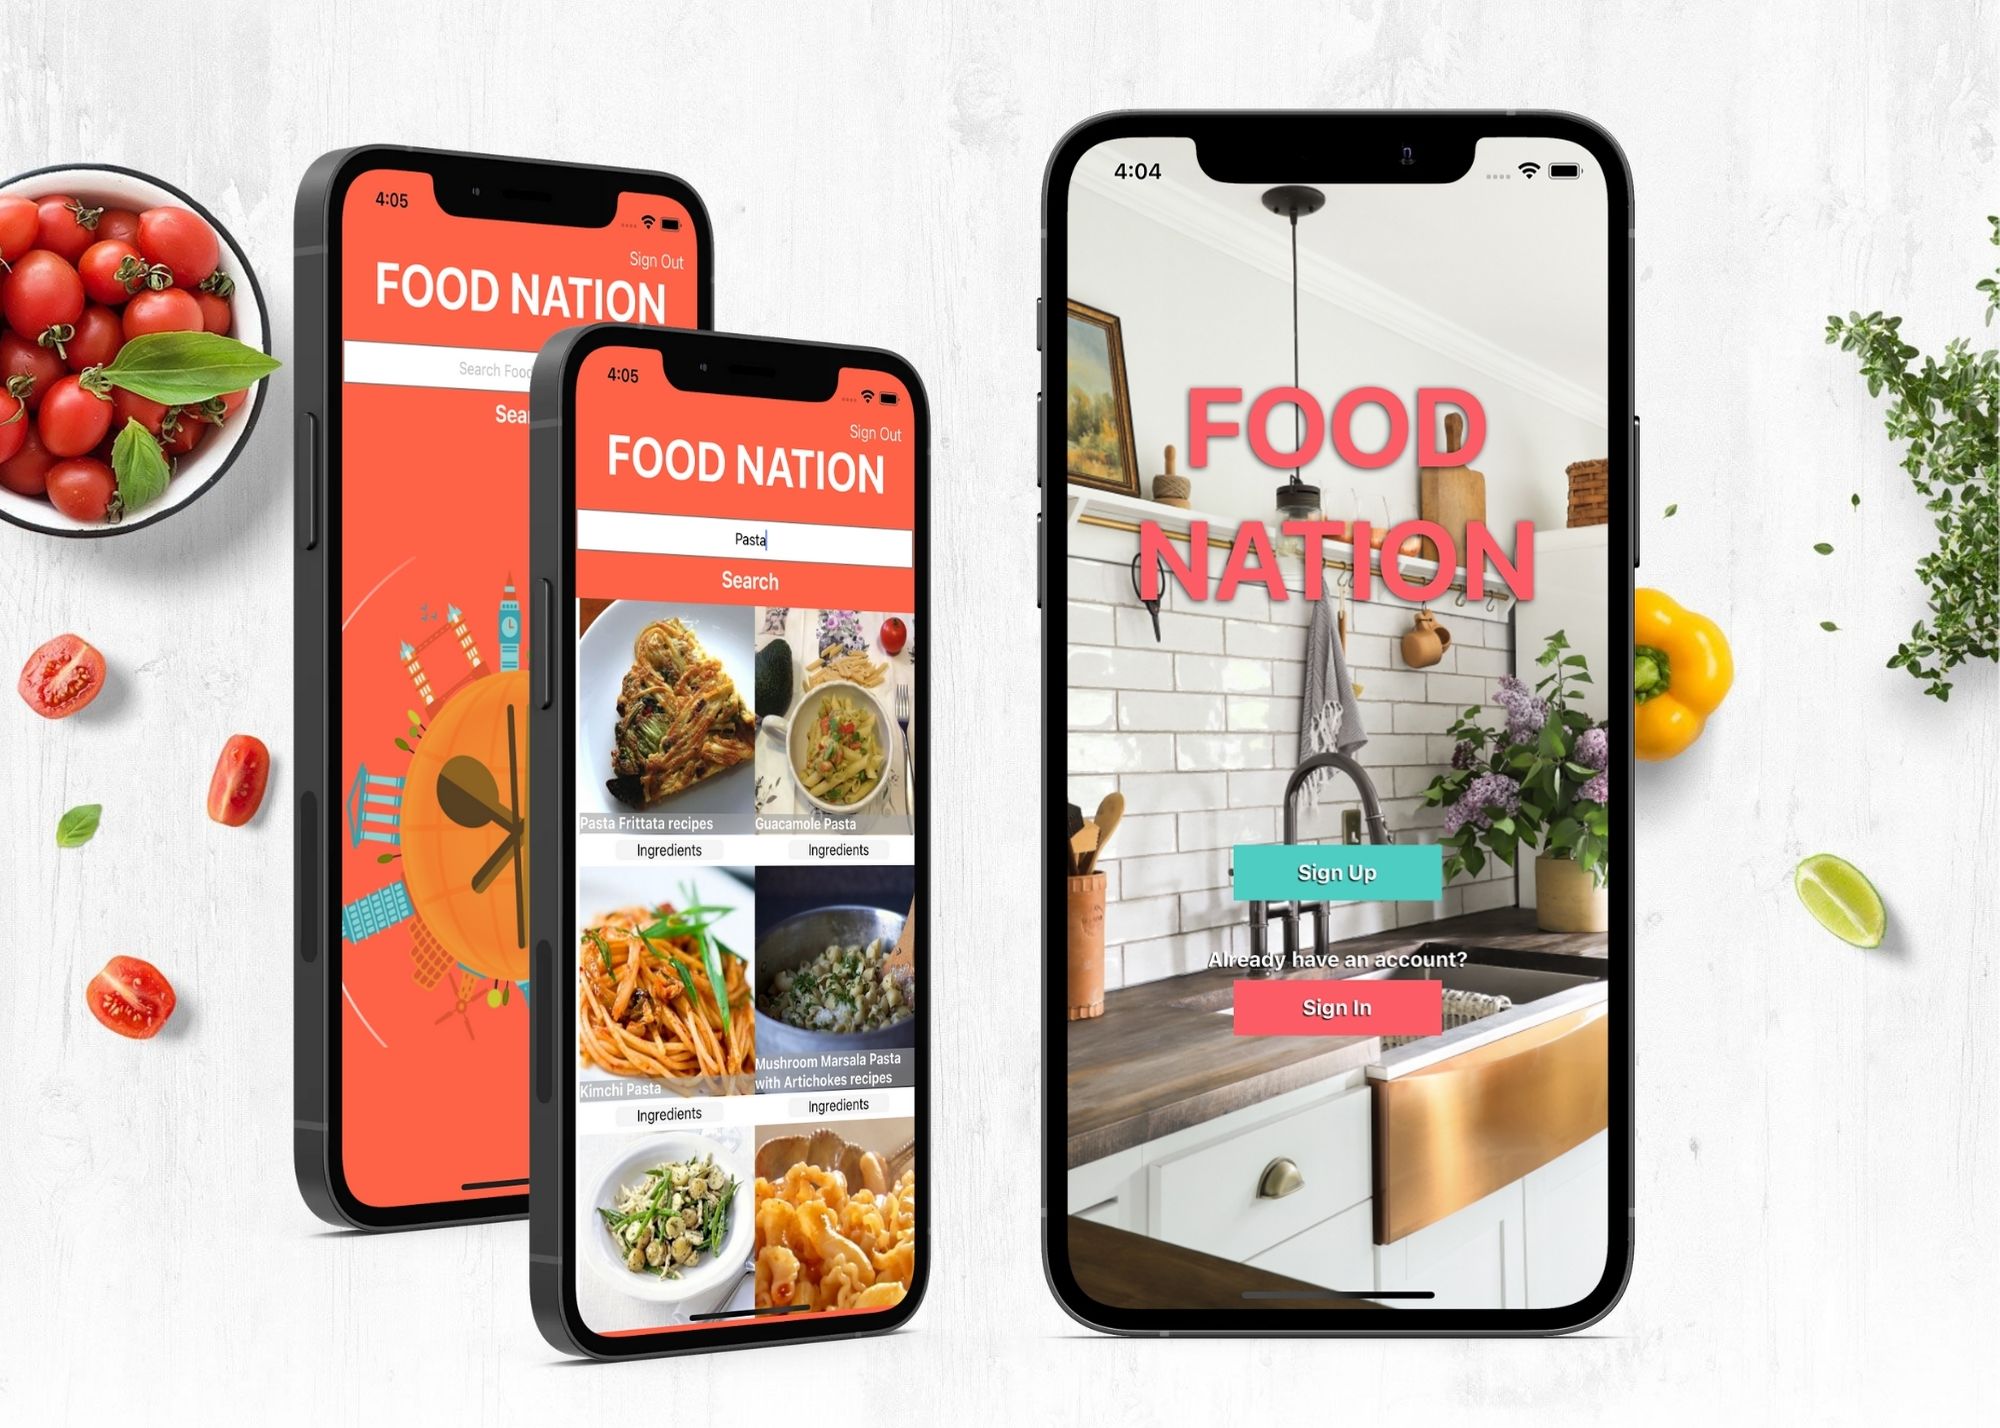 4:05
Sign Out
FOOD NATION
Search Food
Sear
4:05
Sign Out
FOOD NATION
Pasta
Search
Pasta Frittata recipes
Guacamole Pasta
Ingredients
Ingredients
Kimchi Pasta
Mushroom Marsala Pasta
with Artichokes recipes
Ingredients
Ingredients
4:04
FOOD
NATION
Sign Up
Already have an account?
Sign In